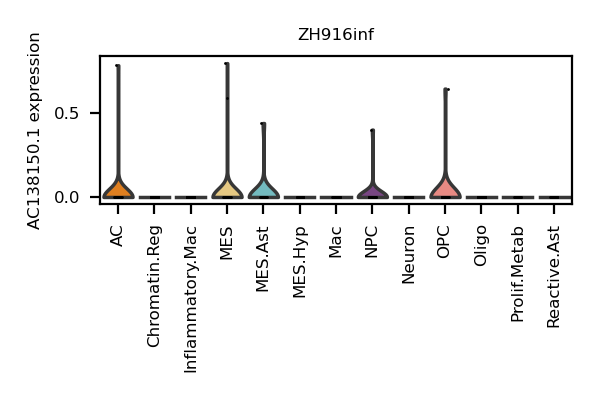 ZH916inf
AC138150.1 expression
0.5
0.0
AC
Chromatin.Reg
Inflammatory.Mac
MES
MES.Ast
MES.Hyp
Mac
NPC
Neuron
OPC
Oligo
Prolif.Metab
Reactive.Ast